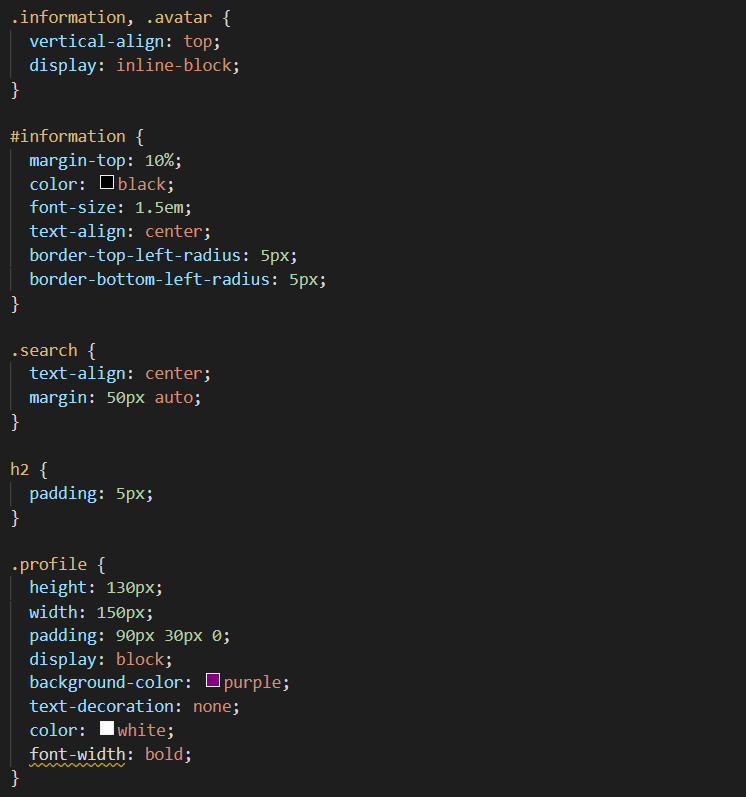 .information, .avatar {
  vertical-align: top;
  display: inline-block;
}

#information {
  margin-top: 10%;
  color: black;
  font-size: 1.5em;
  text-align: center;
  border-top-left-radius: 5px;
  border-bottom-left-radius: 5px;
}

.search {
  text-align: center;
  margin: 50px auto;
}

h2 {
  padding: 5px;
}

.profile {
  height: 130px;
  width: 150px;
  padding: 90px 30px 0;
  display: block;
  background-color: purple;
  text-decoration: none;
  color: white;
  font-width: bold;
}